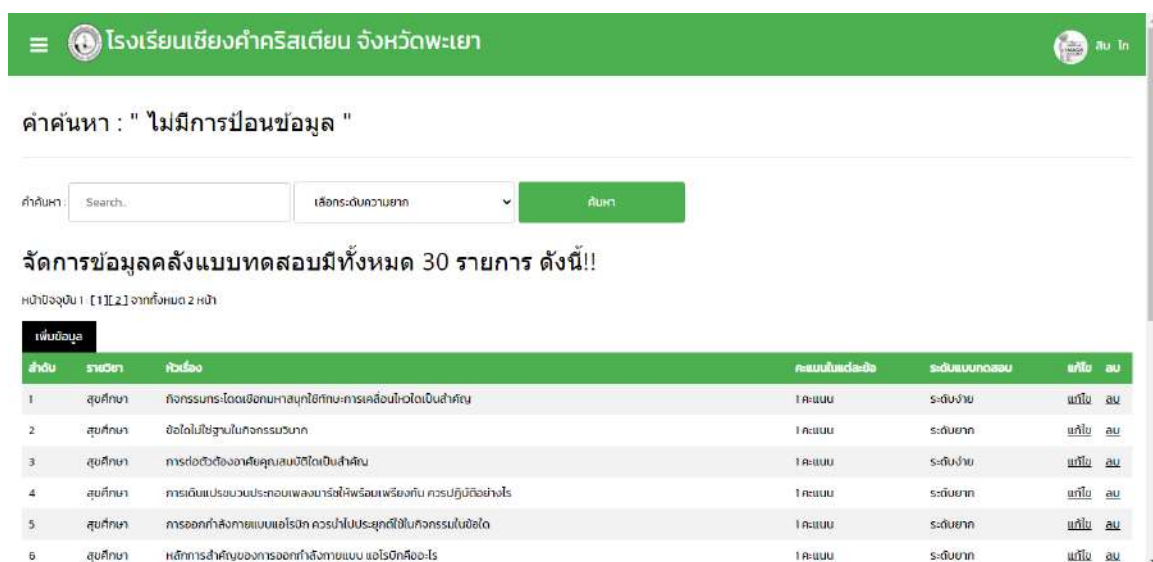 โรงเรียนเชียงคำคริสเตียน จังหวัดพะเยา
สิบ โท
คำค้นหา : " ไม่มีการป้อนข้อมูล "
คำค้นหา : Search.. เลือกระดับความยาก ค้นหา
จัดการข้อมูลคลังแบบทดสอบมีทั้งหมด 30 รายการ ดังนี้!!
หน้าปัจจุบัน 1 : [ 1 ][ 2 ] จากทั้งหมด 2 หน้า
เพิ่มข้อมูล
ลำดับ รายวิชา หัวเรื่อง คะแนนในแต่ละข้อ ระดับแบบทดสอบ แก้ไข ลบ
1 สุขศึกษา กิจกรรมกระโดดเชือกมหาสนุกใช้ทักษะการเคลื่อนไหวใดเป็นสำคัญ 1 คะแนน ระดับง่าย แก้ไข ลบ
2 สุขศึกษา ข้อใดไม่ใช่ฐานในกิจกรรมวิบาก 1 คะแนน ระดับยาก แก้ไข ลบ
3 สุขศึกษา การต่อตัวต้องอาศัยคุณสมบัติใดเป็นสำคัญ 1 คะแนน ระดับง่าย แก้ไข ลบ
4 สุขศึกษา การเดินแปรขบวนประกอบเพลงมาร์ชให้พร้อมเพรียงกัน ควรปฏิบัติอย่างไร 1 คะแนน ระดับยาก แก้ไข ลบ
5 สุขศึกษา การออกกำลังกายแบบแอโรบิก ควรนำไปประยุกต์ใช้ในกิจกรรมในข้อใด 1 คะแนน ระดับยาก แก้ไข ลบ
6 สุขศึกษา หลักการสำคัญของการออกกำลังกายแบบ แอโรบิกคืออะไร 1 คะแนน ระดับยาก แก้ไข ลบ